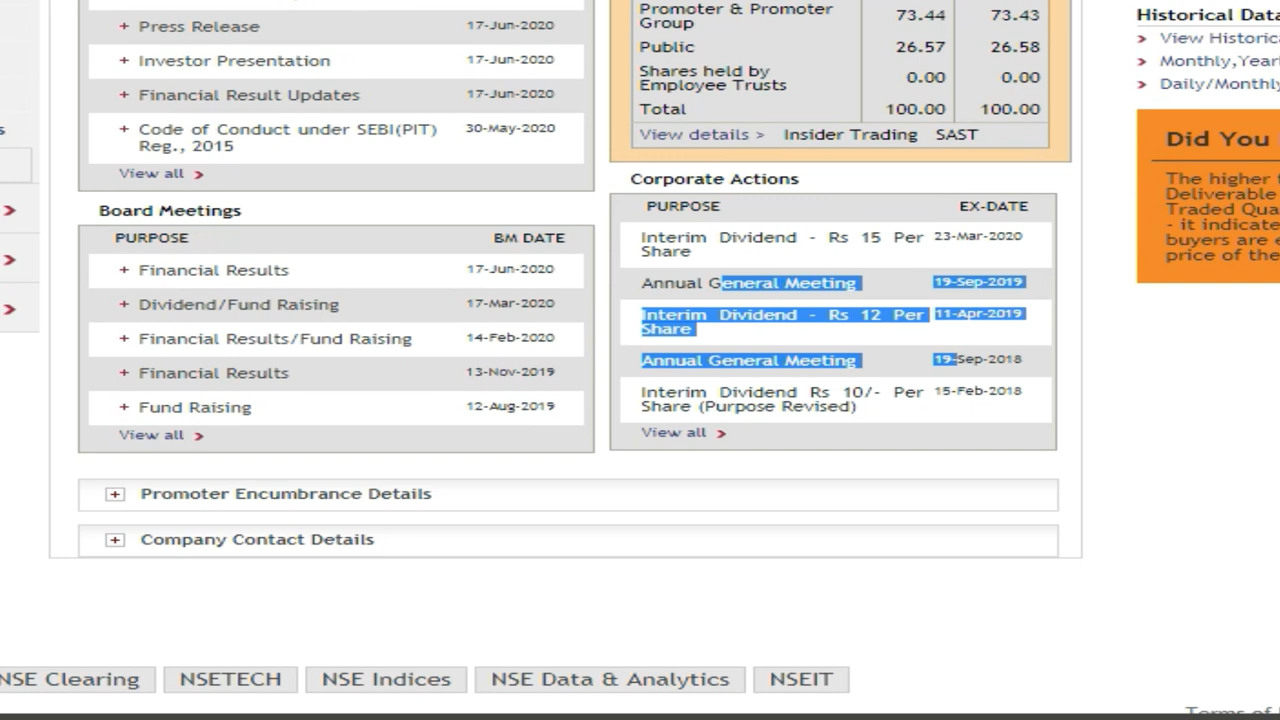 + Press Release 17-Jun-2020
+ Investor Presentation 17-Jun-2020
+ Financial Result Updates 17-Jun-2020
+ Code of Conduct under SEBI(PIT) 30-May-2020
Reg., 2015
View all >
Board Meetings
PURPOSE BM DATE
+ Financial Results 17-Jun-2020
+ Dividend/Fund Raising 17-Mar-2020
+ Financial Results/Fund Raising 14-Feb-2020
+ Financial Results 13-Nov-2019
+ Fund Raising 12-Aug-2019
View all >
Promoter & Promoter 73.44 73.43
Group
Public 26.57 26.58
Shares held by 0.00 0.00
Employee Trusts
Total 100.00 100.00
View details > Insider Trading SAST
Corporate Actions
PURPOSE EX-DATE
Interim Dividend - Rs 15 Per 23-Mar-2020
Share
Annual General Meeting 19-Sep-2019
Interim Dividend - Rs 12 Per 11-Apr-2019
Share
Annual General Meeting 19-Sep-2018
Interim Dividend Rs 10/- Per 15-Feb-2018
Share (Purpose Revised)
View all >
+ Promoter Encumbrance Details
+ Company Contact Details
Historical Data
> View Historic
> Monthly,Yearl
> Daily/Monthly
Did You
The higher
Deliverable
Traded Qua
- it indicate
buyers are
price of the
NSE Clearing NSETECH NSE Indices NSE Data & Analytics NSEIT
Terms of